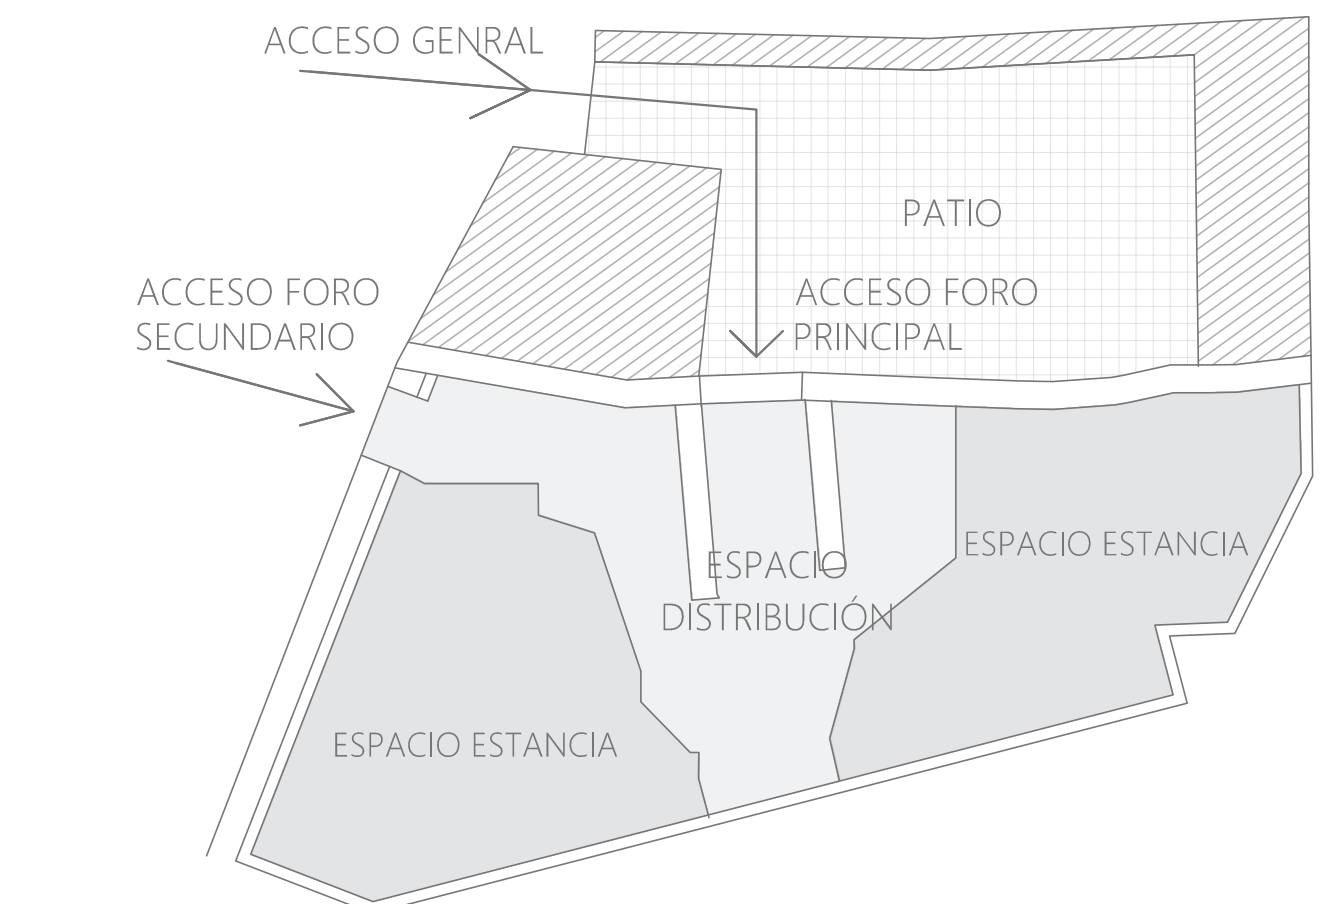 ACCESO GENRAL
PATIO
ACCESO FORO
SECUNDARIO
ACCESO FORO
PRINCIPAL
ESPACIO ESTANCIA
ESPACIO
DISTRIBUCIÓN
ESPACIO ESTANCIA